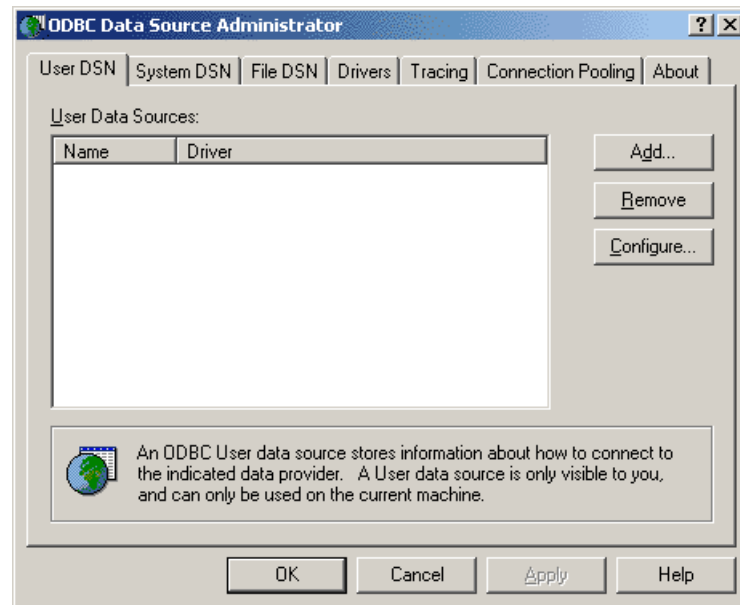 ODBC Data Source Administrator
? X
User DSN System DSN File DSN Drivers Tracing Connection Pooling About
User Data Sources:
Name Driver
Add...
Remove
Configure...
An ODBC User data source stores information about how to connect to
the indicated data provider. A User data source is only visible to you,
and can only be used on the current machine.
OK Cancel Apply Help